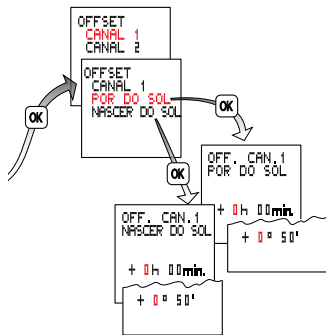 OFFSET
CANAL 1
CANAL 2
OFFSET
CANAL 1
POR DO SOL
NASCER DO SOL
OK
OK
OK
OFF. CAN.1
POR DO SOL
+ 0h 00min.
+ 0° 50'
OFF. CAN.1
NASCER DO SOL
+ 0h 00min.
+ 0° 50'